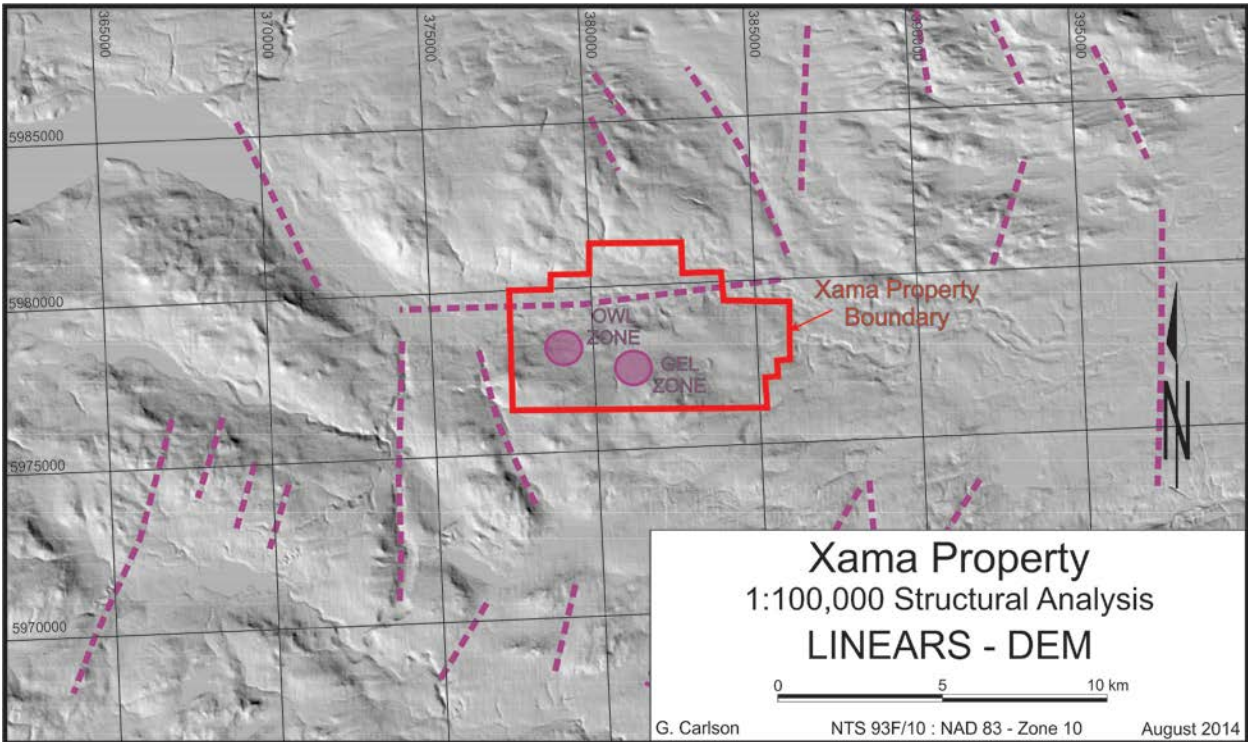 365000
370000
375000
380000
385000
390000
395000
5985000
5980000
Xama Property
Boundary
OWL
ZONE
GEL
ZONE
N
5975000
5970000
Xama Property
1:100,000 Structural Analysis
LINEARS - DEM
0 5 10 km
G. Carlson NTS 93F/10 : NAD 83 - Zone 10 August 2014